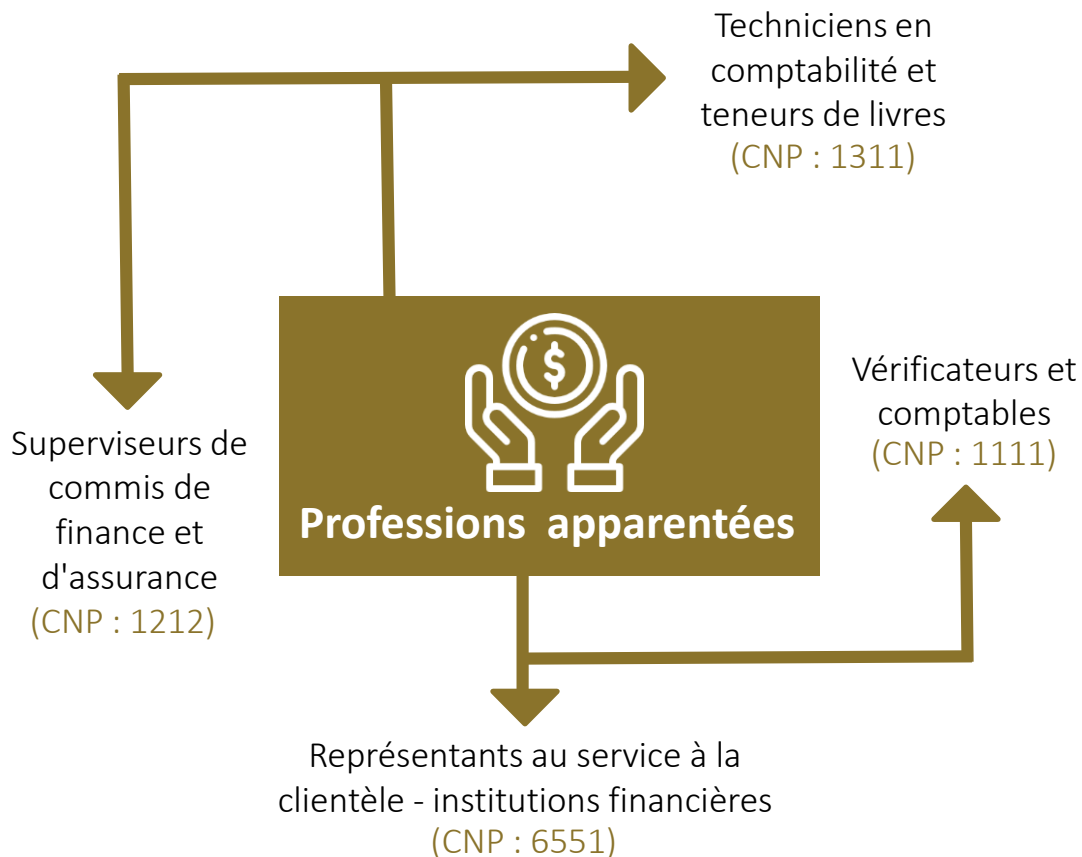 Techniciens en
comptabilité et
teneurs de livres
(CNP : 1311)
Vérificateurs et
comptables
(CNP : 1111)
Superviseurs de
commis de
finance et
d'assurance
(CNP : 1212)
$
Professions apparentées
Représentants au service à la
clientèle - institutions financières
(CNP : 6551)